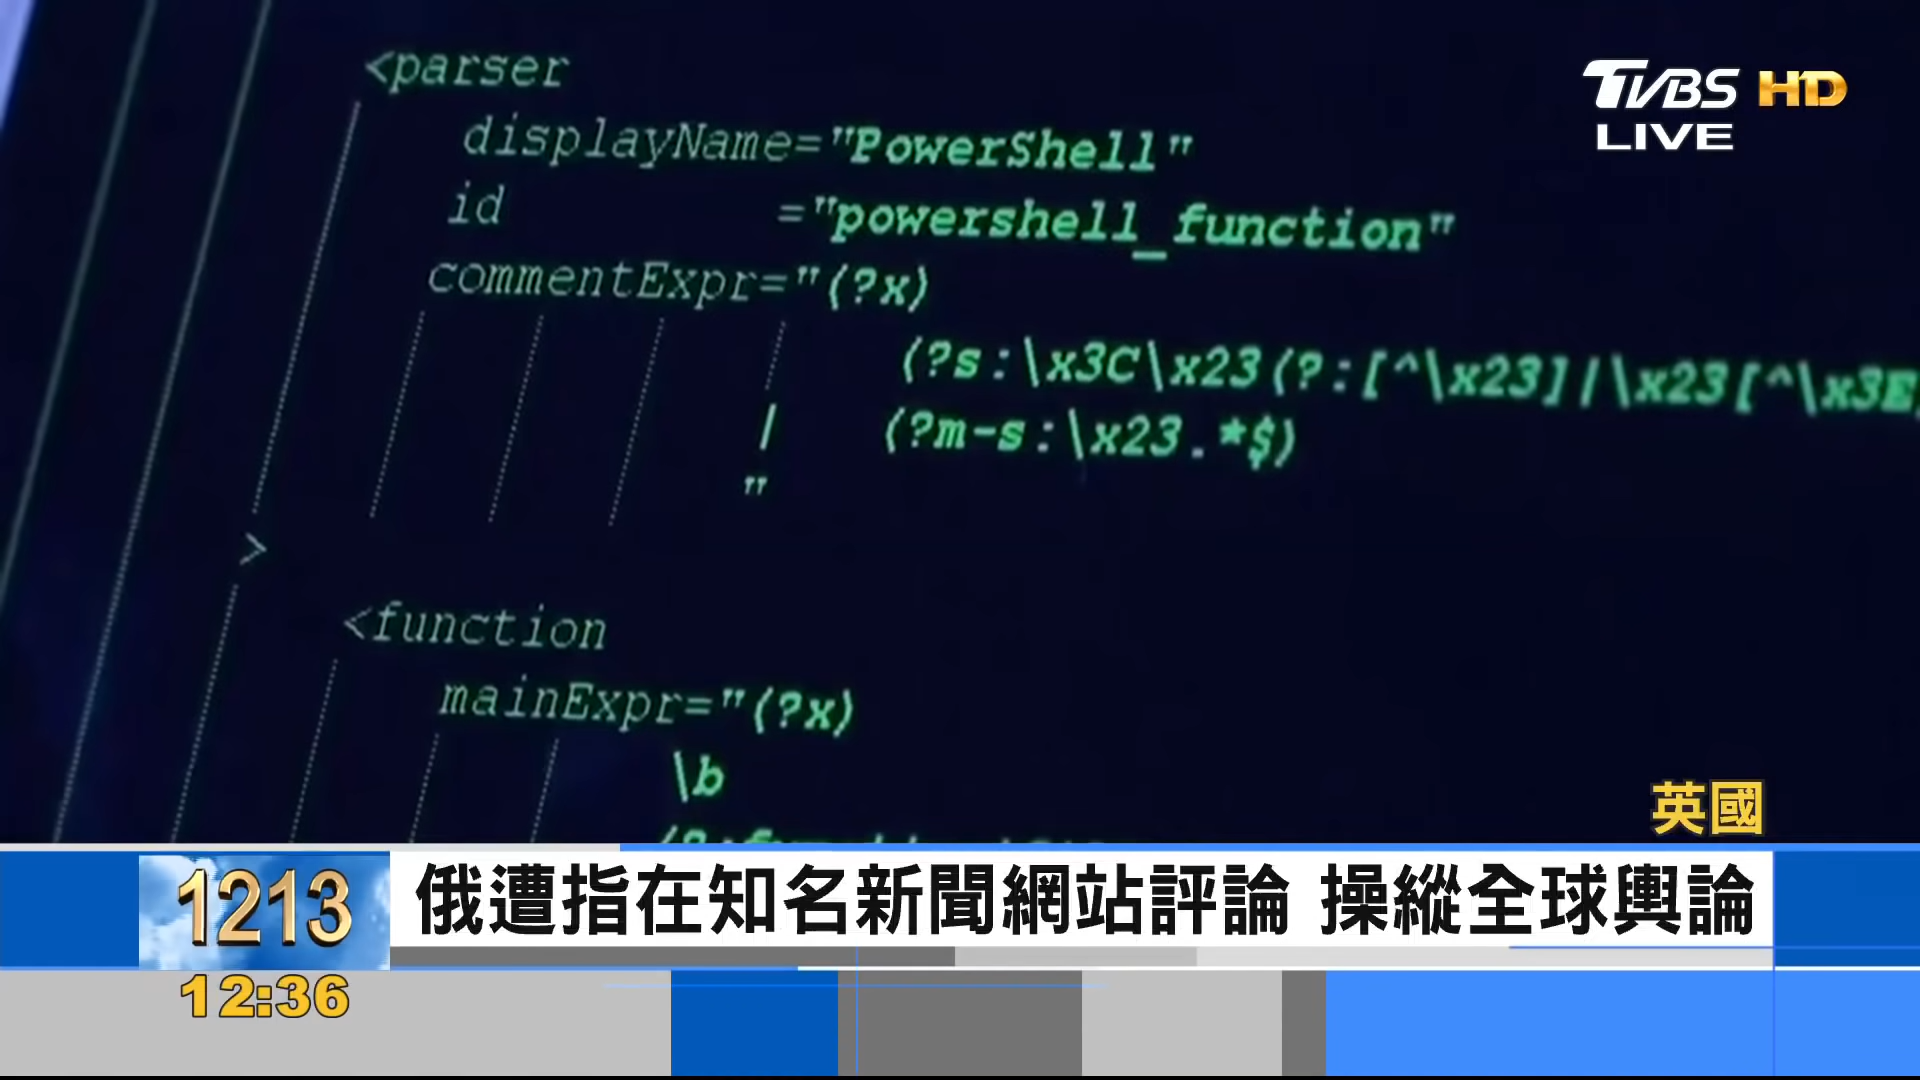 <parser
displayName="PowerShell"
id ="powershell_function"
commentExpr="(?x)
(?s:\x3C\x23(?:[^\x23]|\x23[^\x3E
| (?m-s:\x23.*$)
"
>
<function
mainExpr="(?x)
\b
TVBS HD
LIVE
英國
1213
俄遭指在知名新聞網站評論 操縱全球輿論
12:36